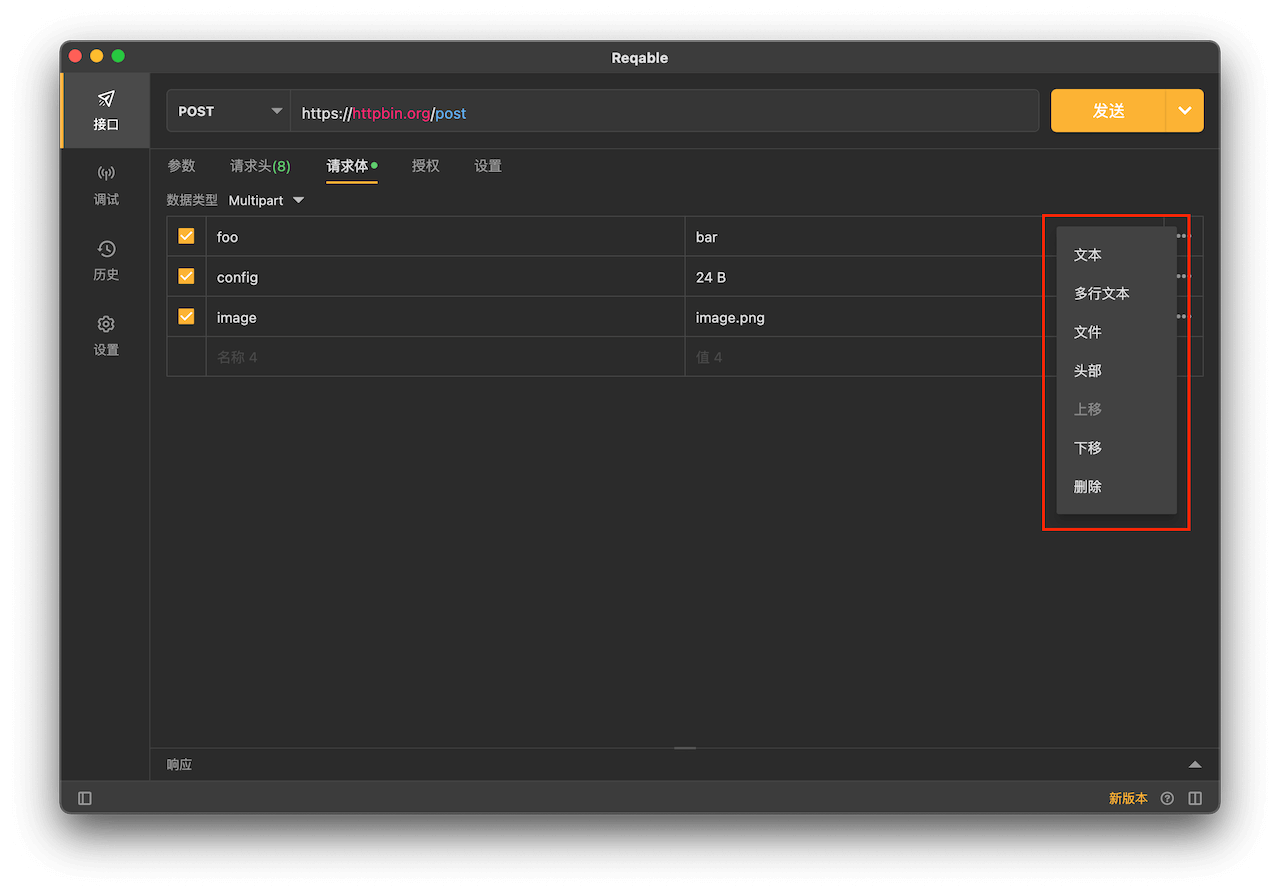 Reqable
接口
调试
历史
设置
POST
https://httpbin.org/post
发送
参数 请求头(8) 请求体 授权 设置
数据类型 Multipart
foo bar
config 24 B
image image.png
名称 4 值 4
文本
多行文本
文件
头部
上移
下移
删除
响应
新版本